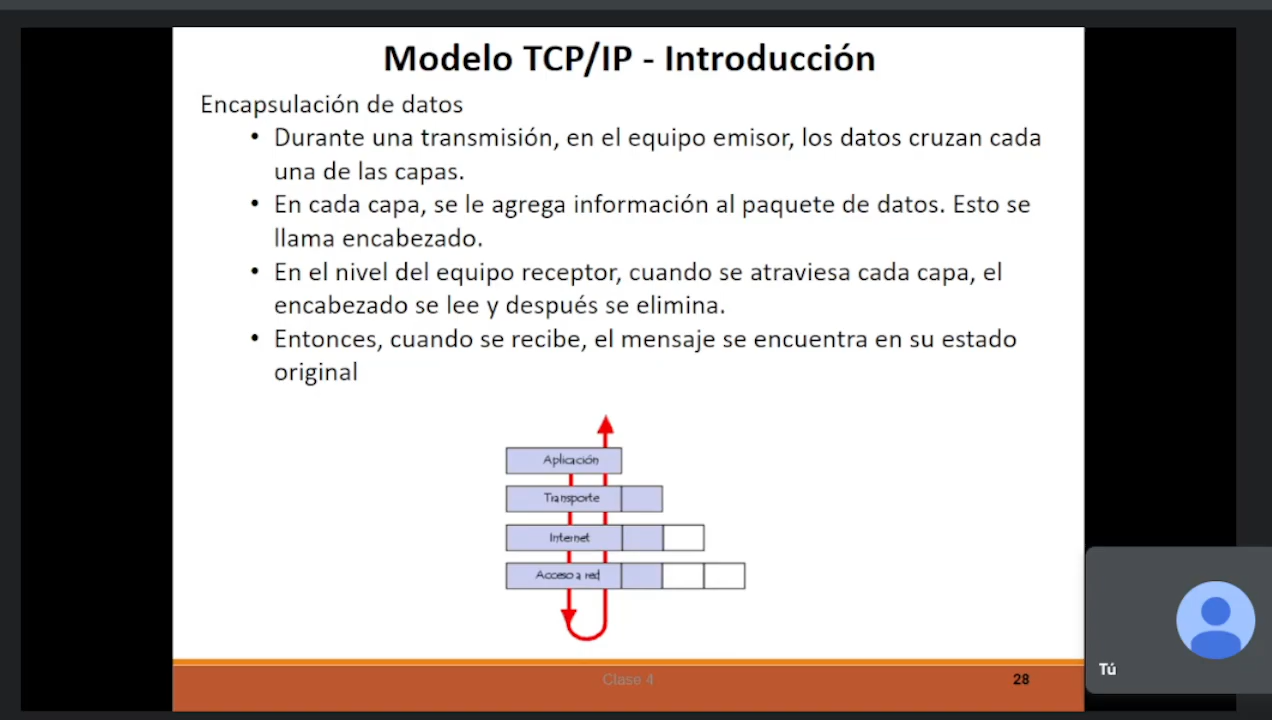 Modelo TCP/IP - Introducción
Encapsulación de datos
• Durante una transmisión, en el equipo emisor, los datos cruzan cada
una de las capas.
• En cada capa, se le agrega información al paquete de datos. Esto se
llama encabezado.
• En el nivel del equipo receptor, cuando se atraviesa cada capa, el
encabezado se lee y después se elimina.
• Entonces, cuando se recibe, el mensaje se encuentra en su estado
original
Aplicación
Transporte
Internet
Acceso a red
Clase 4
28
Tú